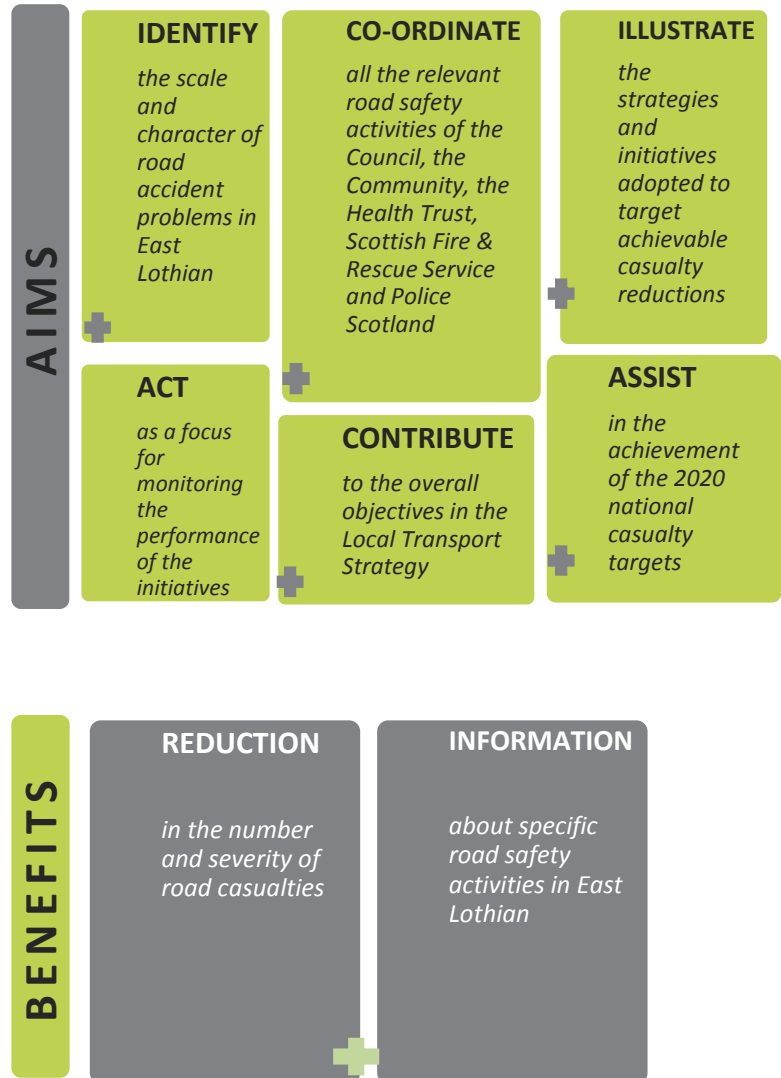 AIMS
IDENTIFY
the scale
and
character of
road
accident
problems in
East
Lothian
CO-ORDINATE
all the relevant
road safety
activities of the
Council, the
Community, the
Health Trust,
Scottish Fire &
Rescue Service
and Police
Scotland
ILLUSTRATE
the
strategies
and
initiatives
adopted to
target
achievable
casualty
reductions
ACT
as a focus
for
monitoring
the
performance
of the
initiatives
CONTRIBUTE
to the overall
objectives in the
Local Transport
Strategy
ASSIST
in the
achievement
of the 2020
national
casualty
targets
BENEFITS
REDUCTION
in the number
and severity of
road casualties
INFORMATION
about specific
road safety
activities in East
Lothian